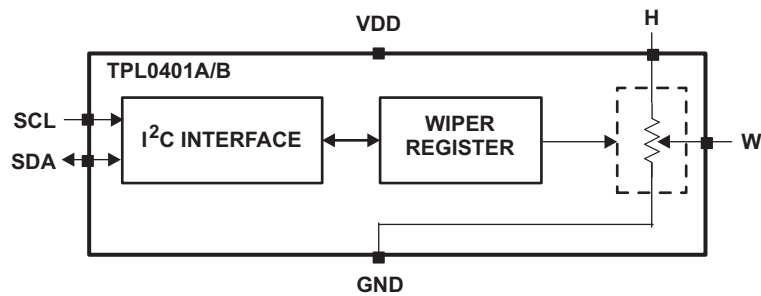 VDD
H
TPL0401A/B
SCL
SDA
I²C INTERFACE
WIPER
REGISTER
W
GND